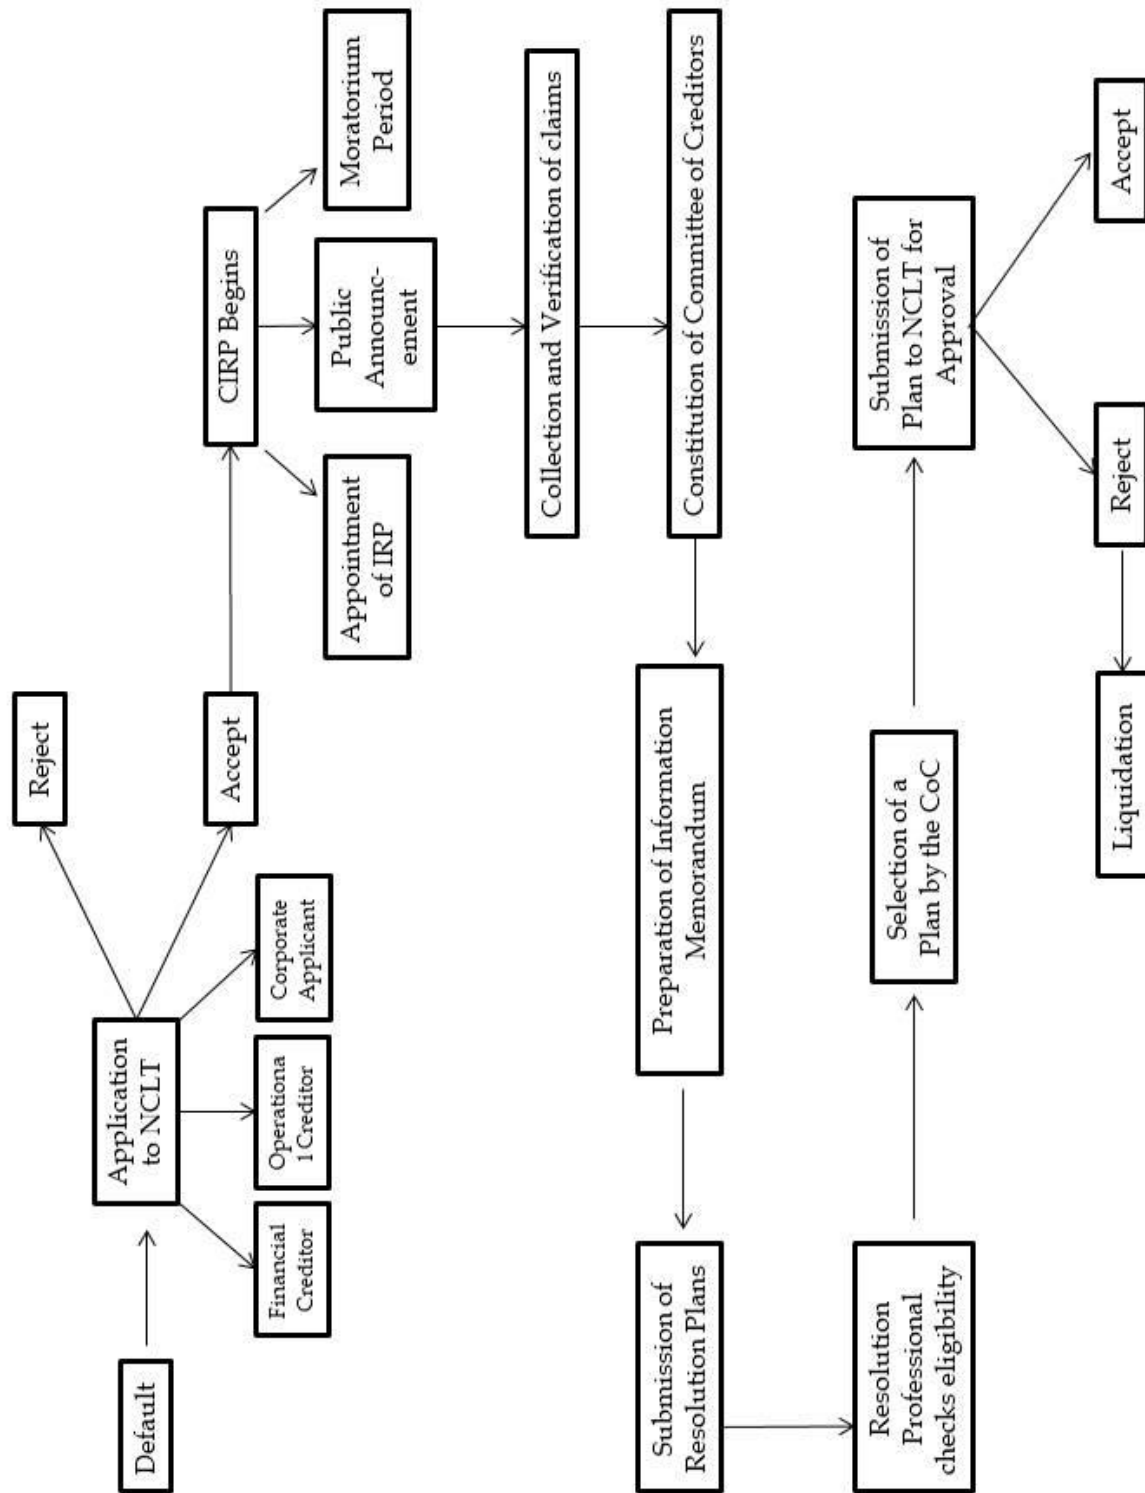 Default
Application
to NCLT
Reject
Accept
Financial
Creditor
Operationa
l Creditor
Corporate
Applicant
CIRP Begins
Appointment
of IRP
Public
Announc-
ement
Moratorium
Period
Collection and Verification of claims
Constitution of Committee of Creditors
Preparation of Information
Memorandum
Submission of
Resolution Plans
Resolution
Professional
checks eligibility
Selection of a
Plan by the CoC
Submission of
Plan to NCLT for
Approval
Reject
Accept
Liquidation